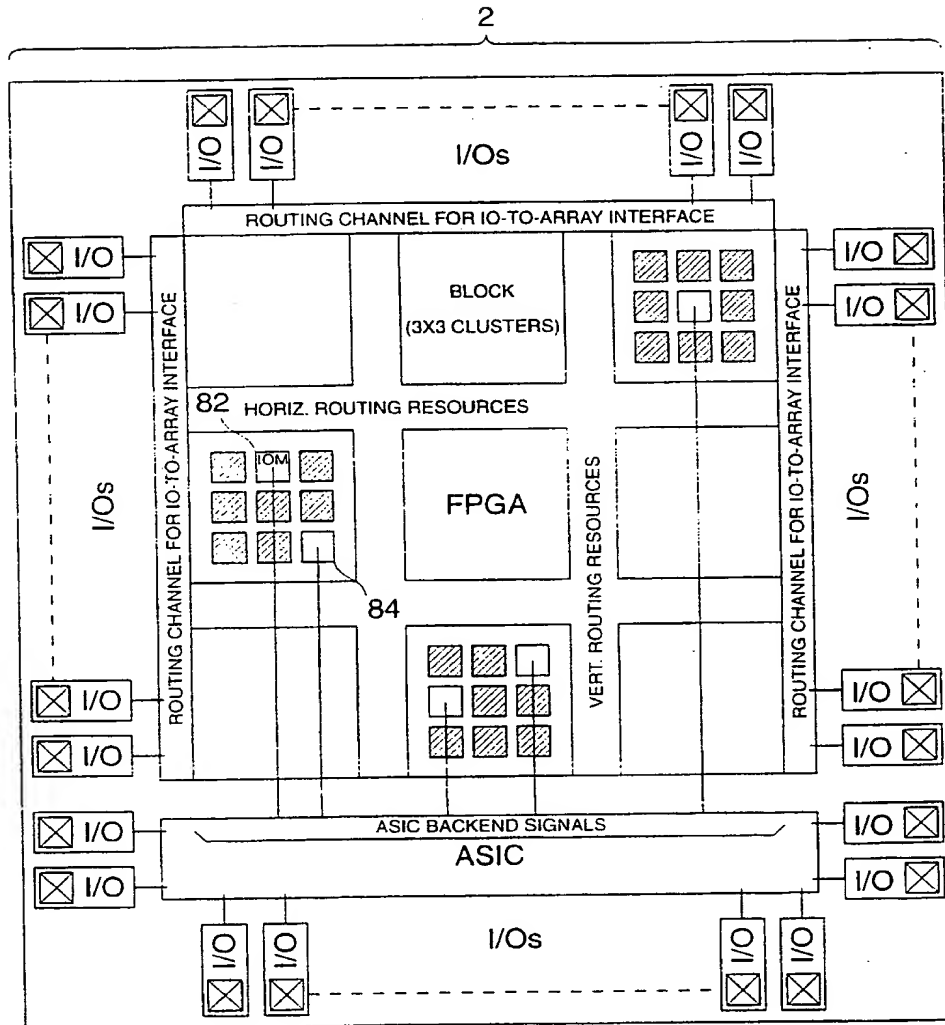 2
I/O
I/O
I/O
I/O
I/Os
ROUTING CHANNEL FOR IO-TO-ARRAY INTERFACE
I/O
I/O
I/O
I/O
BLOCK
(3X3 CLUSTERS)
ROUTING CHANNEL FOR IO-TO-ARRAY INTERFACE
ROUTING CHANNEL FOR IO-TO-ARRAY INTERFACE
HORIZ. ROUTING RESOURCES
82
IOM
I/Os
FPGA
VERT. ROUTING RESOURCES
I/Os
84
I/O
I/O
I/O
I/O
ASIC BACKEND SIGNALS
ASIC
I/O
I/O
I/O
I/O
I/O
I/O
I/Os
I/O
I/O